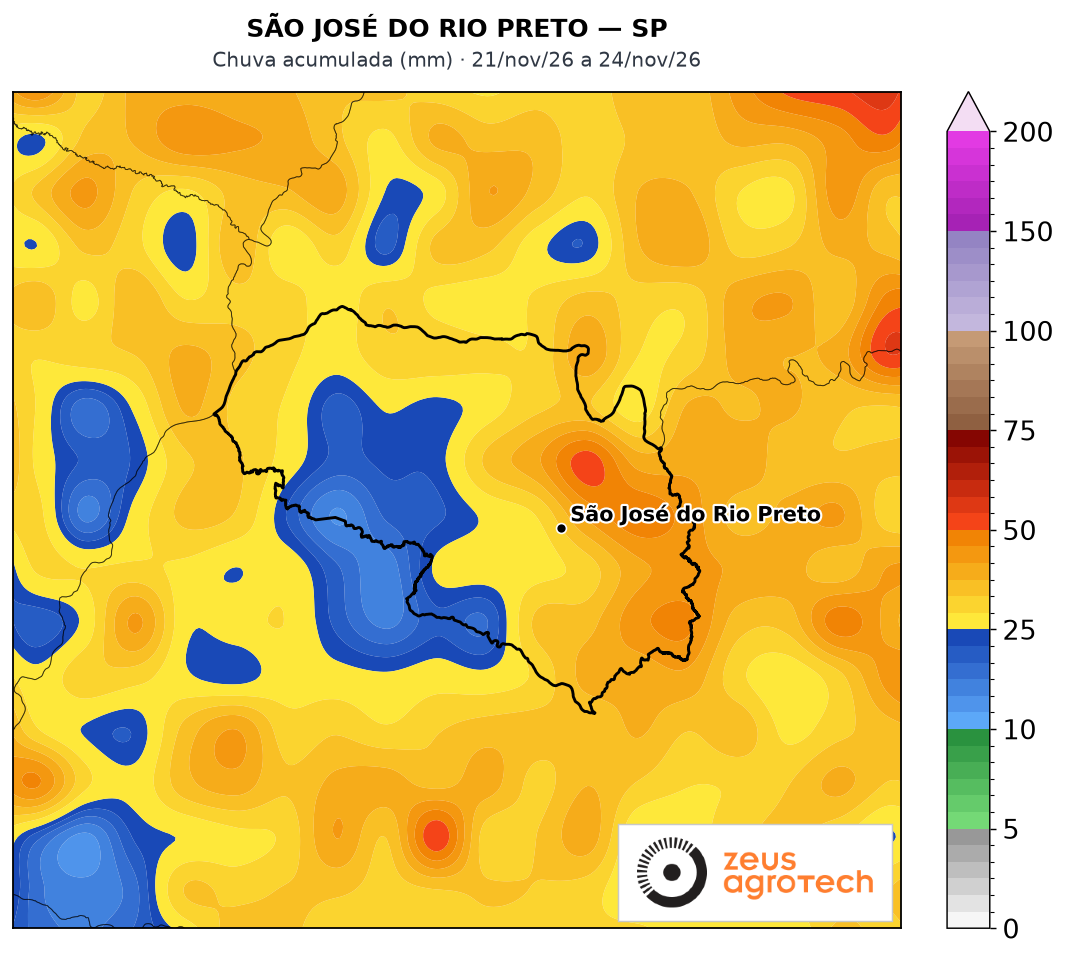 SÃO JOSÉ DO RIO PRETO — SP
Chuva acumulada (mm) · 21/nov/26 a 24/nov/26
200
150
100
75
50
25
10
5
0
São José do Rio Preto
zeus
agrotech